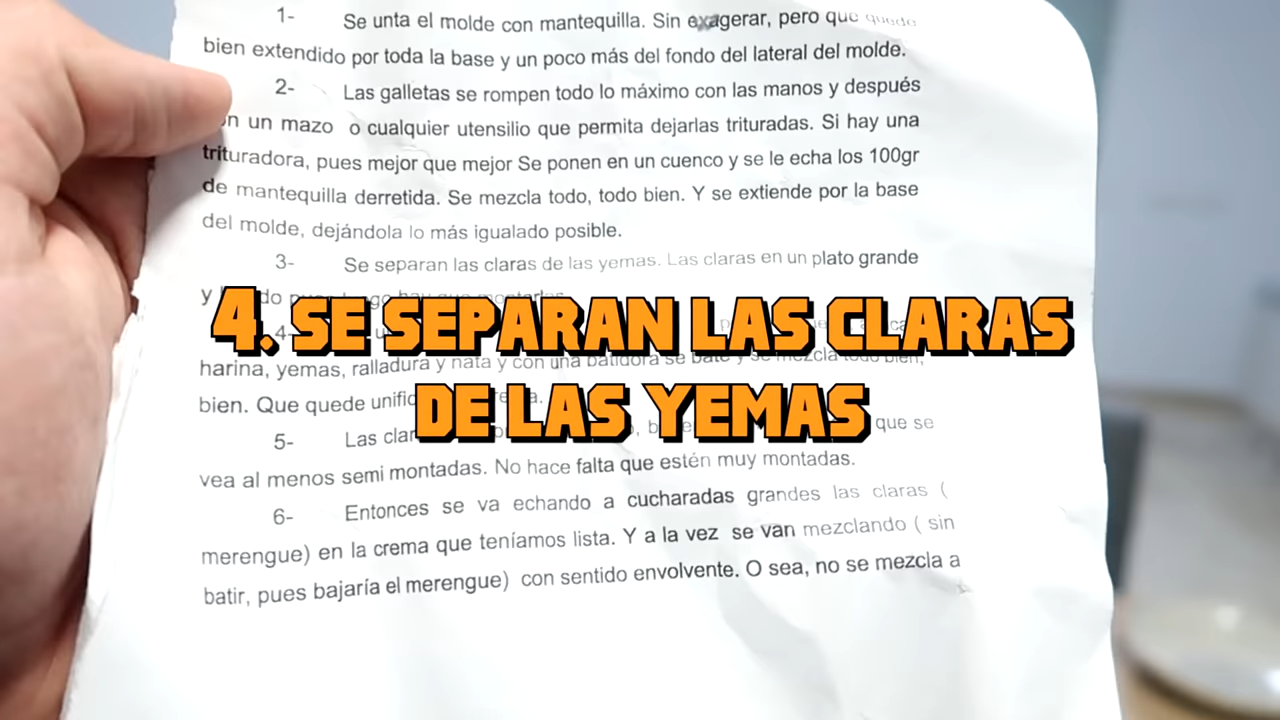 1- Se unta el molde con mantequilla. Sin exagerar, pero que quede
bien extendido por toda la base y un poco más del fondo del lateral del molde.
2- Las galletas se rompen todo lo máximo con las manos y después
un mazo o cualquier utensilio que permita dejarlas trituradas. Si hay una
trituradora, pues mejor que mejor Se ponen en un cuenco y se le echa los 100gr
de mantequilla derretida. Se mezcla todo, todo bien. Y se extiende por la base
del molde, dejándola lo más igualado posible.
3- Se separan las claras de las yemas. Las claras en un plato grande
y
4. SE SEPARAN LAS CLARAS
DE LAS YEMAS
4-
harina, yemas, ralladura y nata y con una batidora se bate y se mezcla todo bien,
bien. Que quede
5- Las que se
vea al menos semi montadas. No hace falta que estén muy montadas.
6- Entonces se va echando a cucharadas grandes las claras (
merengue) en la crema que teníamos lista. Y a la vez se van mezclando ( sin
batir, pues bajaría el merengue) con sentido envolvente. O sea, no se mezcla a